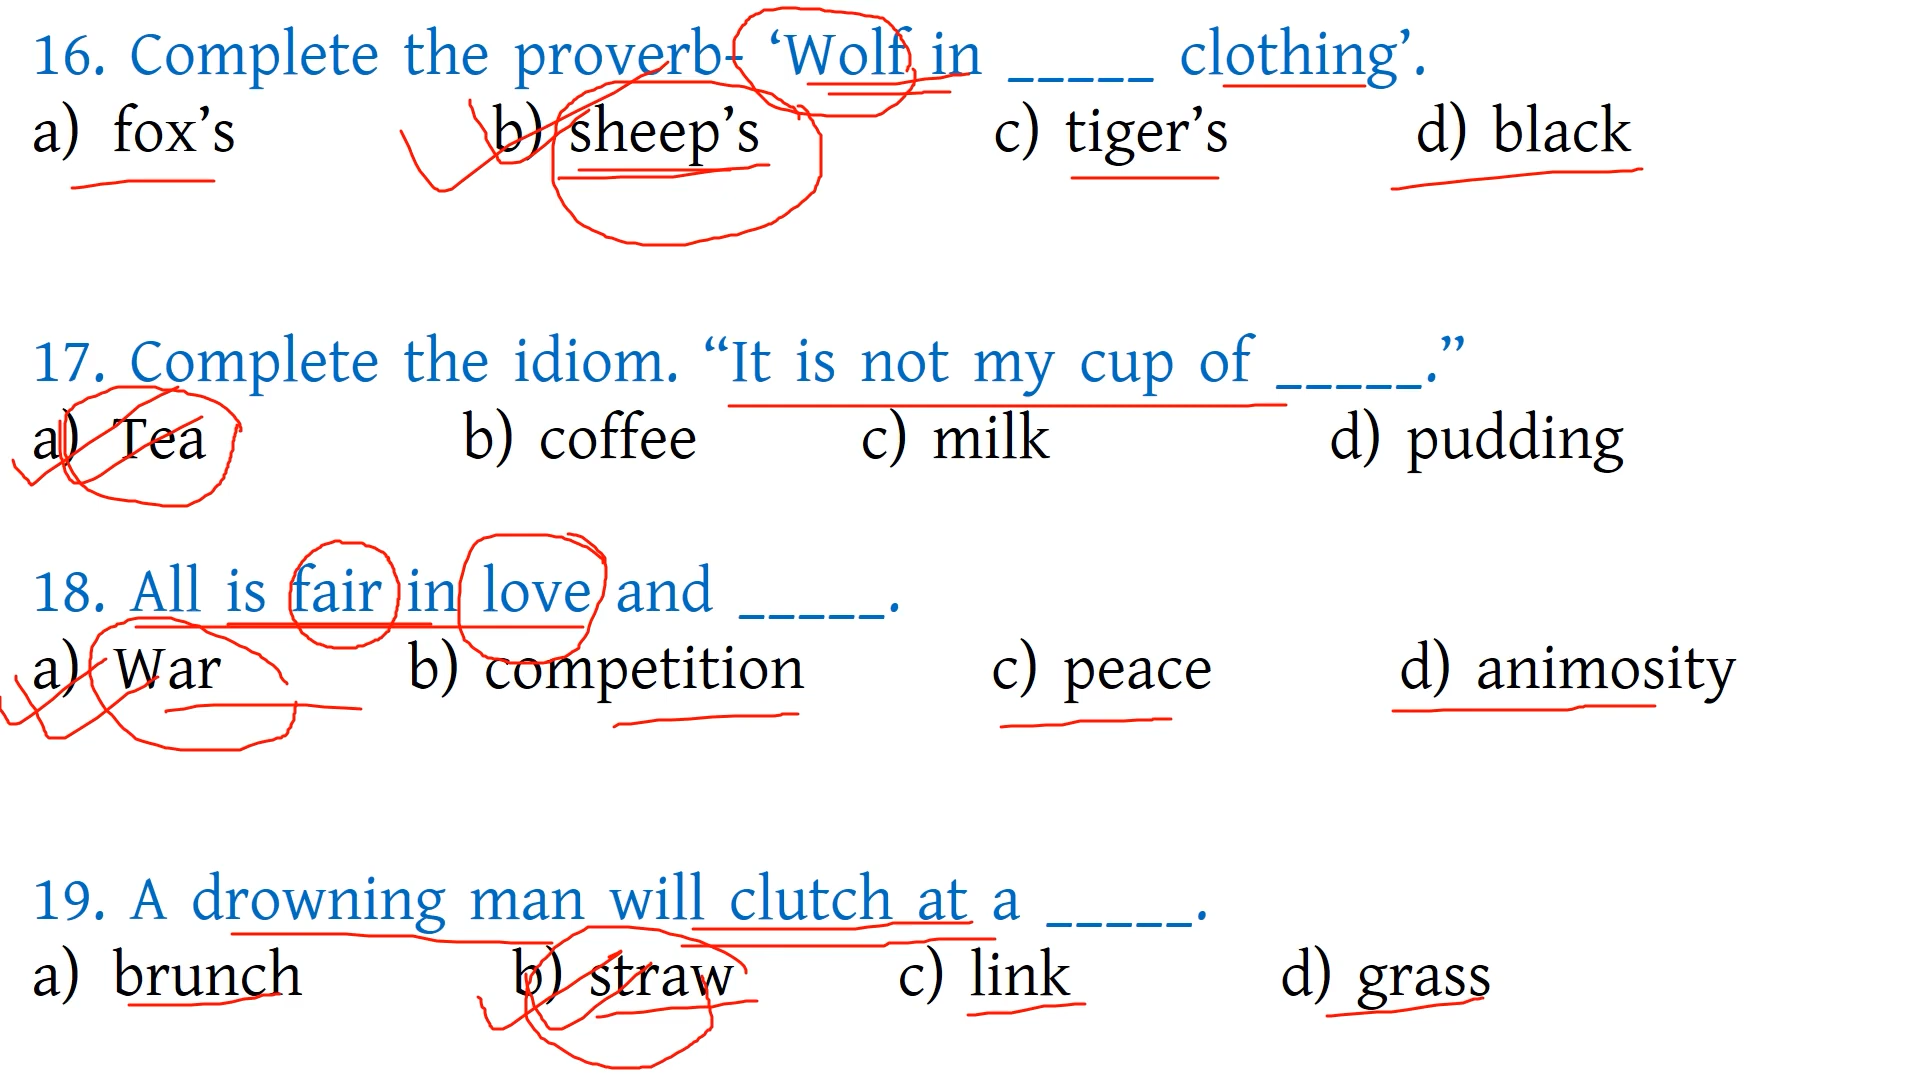 16. Complete the proverb- ‘Wolf in _____ clothing’.
a) fox’s b) sheep’s c) tiger’s d) black
17. Complete the idiom. “It is not my cup of _____.”
a) Tea b) coffee c) milk d) pudding
18. All is fair in love and _____.
a) War b) competition c) peace d) animosity
19. A drowning man will clutch at a _____.
a) brunch b) straw c) link d) grass